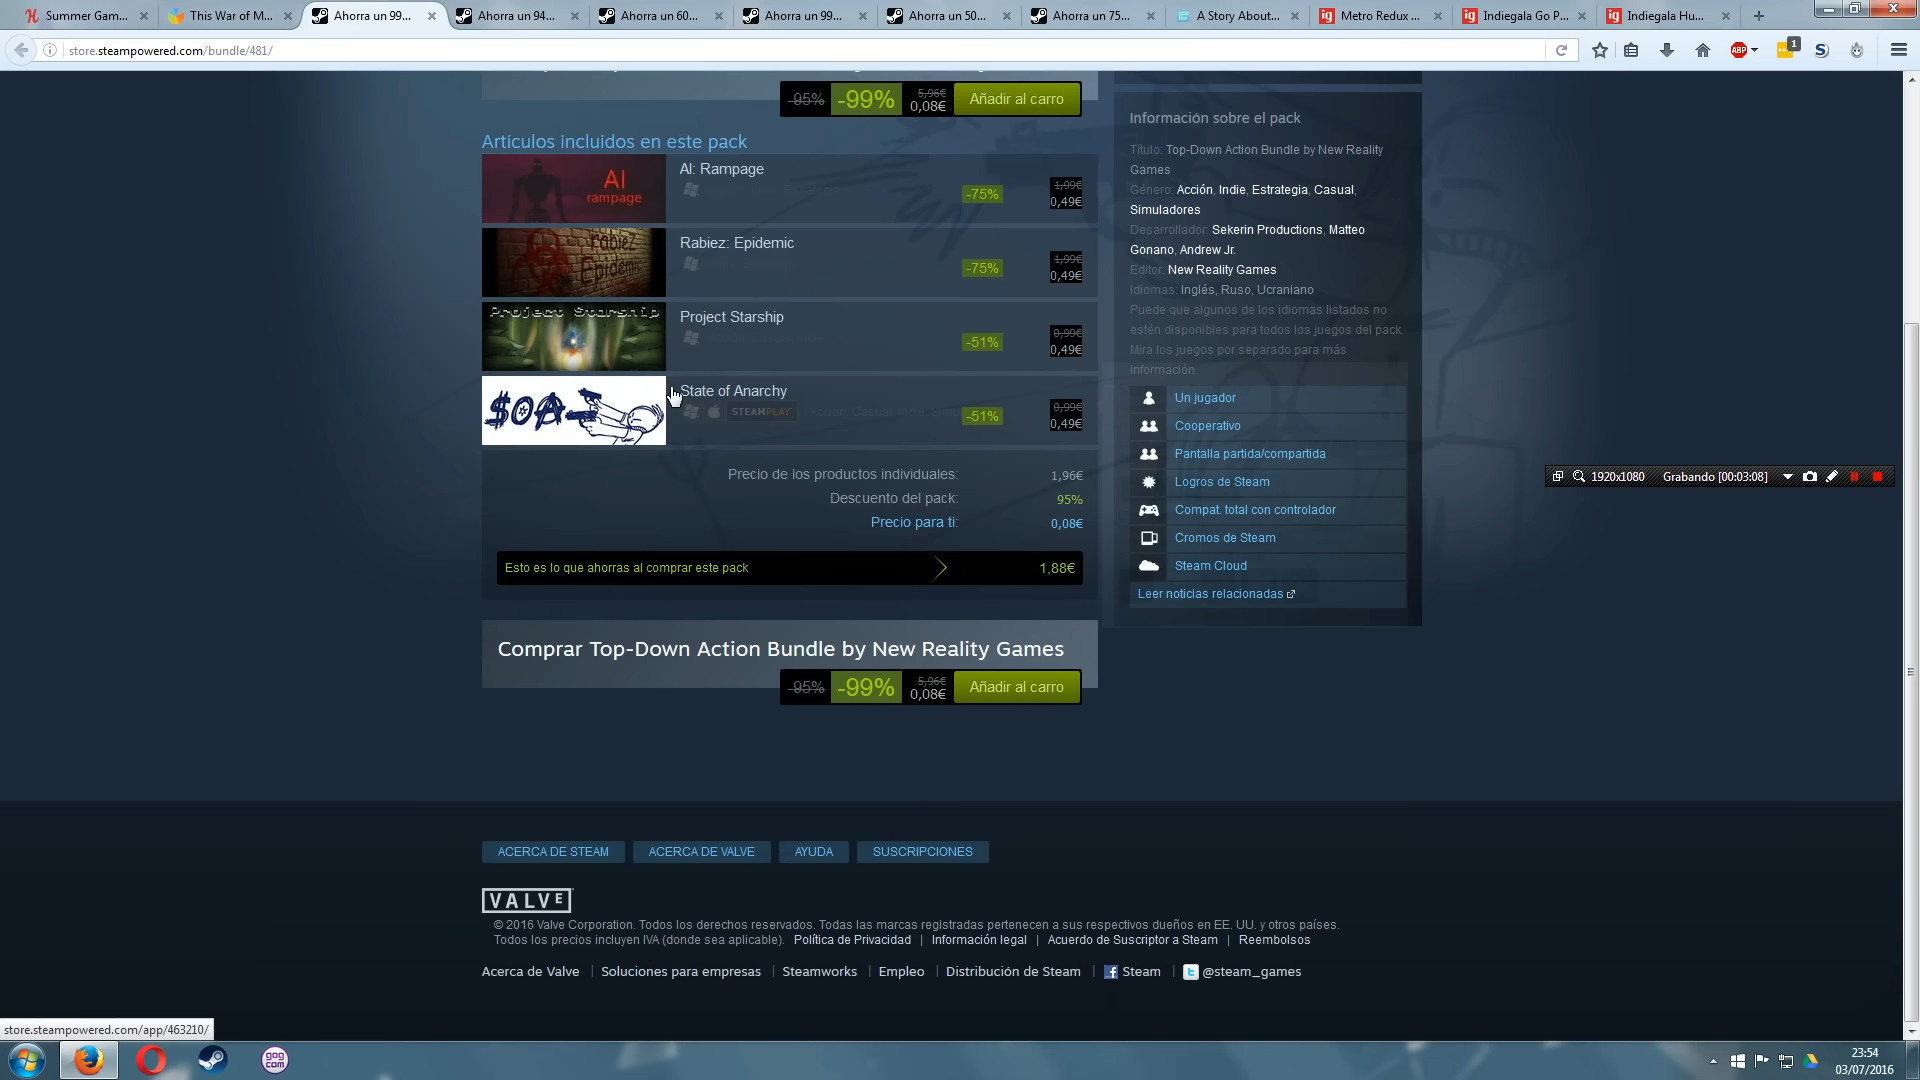 Summer Gam...
This War of M...
Ahorra un 99...
Ahorra un 94...
Ahorra un 60...
Ahorra un 99...
Ahorra un 50...
Ahorra un 75...
A Story About...
Metro Redux ...
Indiegala Go P...
Indiegala Hu...
store.steampowered.com/bundle/481/
ABP
1
-95% -99% 5,96€ 0,08€ Añadir al carro
Artículos incluidos en este pack
AI rampage
AI: Rampage
-75% 1,99€ 0,49€
rabieZ Epidemic
Rabiez: Epidemic
-75% 1,99€ 0,49€
Project Starship
Project Starship
-51% 0,99€ 0,49€
$OA
State of Anarchy
STEAMPLAY
-51% 0,99€ 0,49€
Precio de los productos individuales: 1,96€
Descuento del pack: 95%
Precio para ti: 0,08€
Esto es lo que ahorras al comprar este pack 1,88€
Comprar Top-Down Action Bundle by New Reality Games
-95% -99% 5,96€ 0,08€ Añadir al carro
Información sobre el pack
Título: Top-Down Action Bundle by New Reality
Games
Género: Acción, Indie, Estrategia, Casual,
Simuladores
Desarrollador: Sekerin Productions, Matteo
Gonano, Andrew Jr.
Editor: New Reality Games
Idiomas: Inglés, Ruso, Ucraniano
Puede que algunos de los idiomas listados no
estén disponibles para todos los juegos del pack.
Mira los juegos por separado para más
información.
Un jugador
Cooperativo
Pantalla partida/compartida
Logros de Steam
Compat. total con controlador
Cromos de Steam
Steam Cloud
Leer noticias relacionadas
1920x1080 Grabando [00:03:08]
ACERCA DE STEAM ACERCA DE VALVE AYUDA SUSCRIPCIONES
VALVE
© 2016 Valve Corporation. Todos los derechos reservados. Todas las marcas registradas pertenecen a sus respectivos dueños en EE. UU. y otros países.
Todos los precios incluyen IVA (donde sea aplicable). Política de Privacidad | Información legal | Acuerdo de Suscriptor a Steam | Reembolsos
Acerca de Valve | Soluciones para empresas | Steamworks | Empleo | Distribución de Steam | Steam | @steam_games
store.steampowered.com/app/463210/
gog com
23:54
03/07/2016